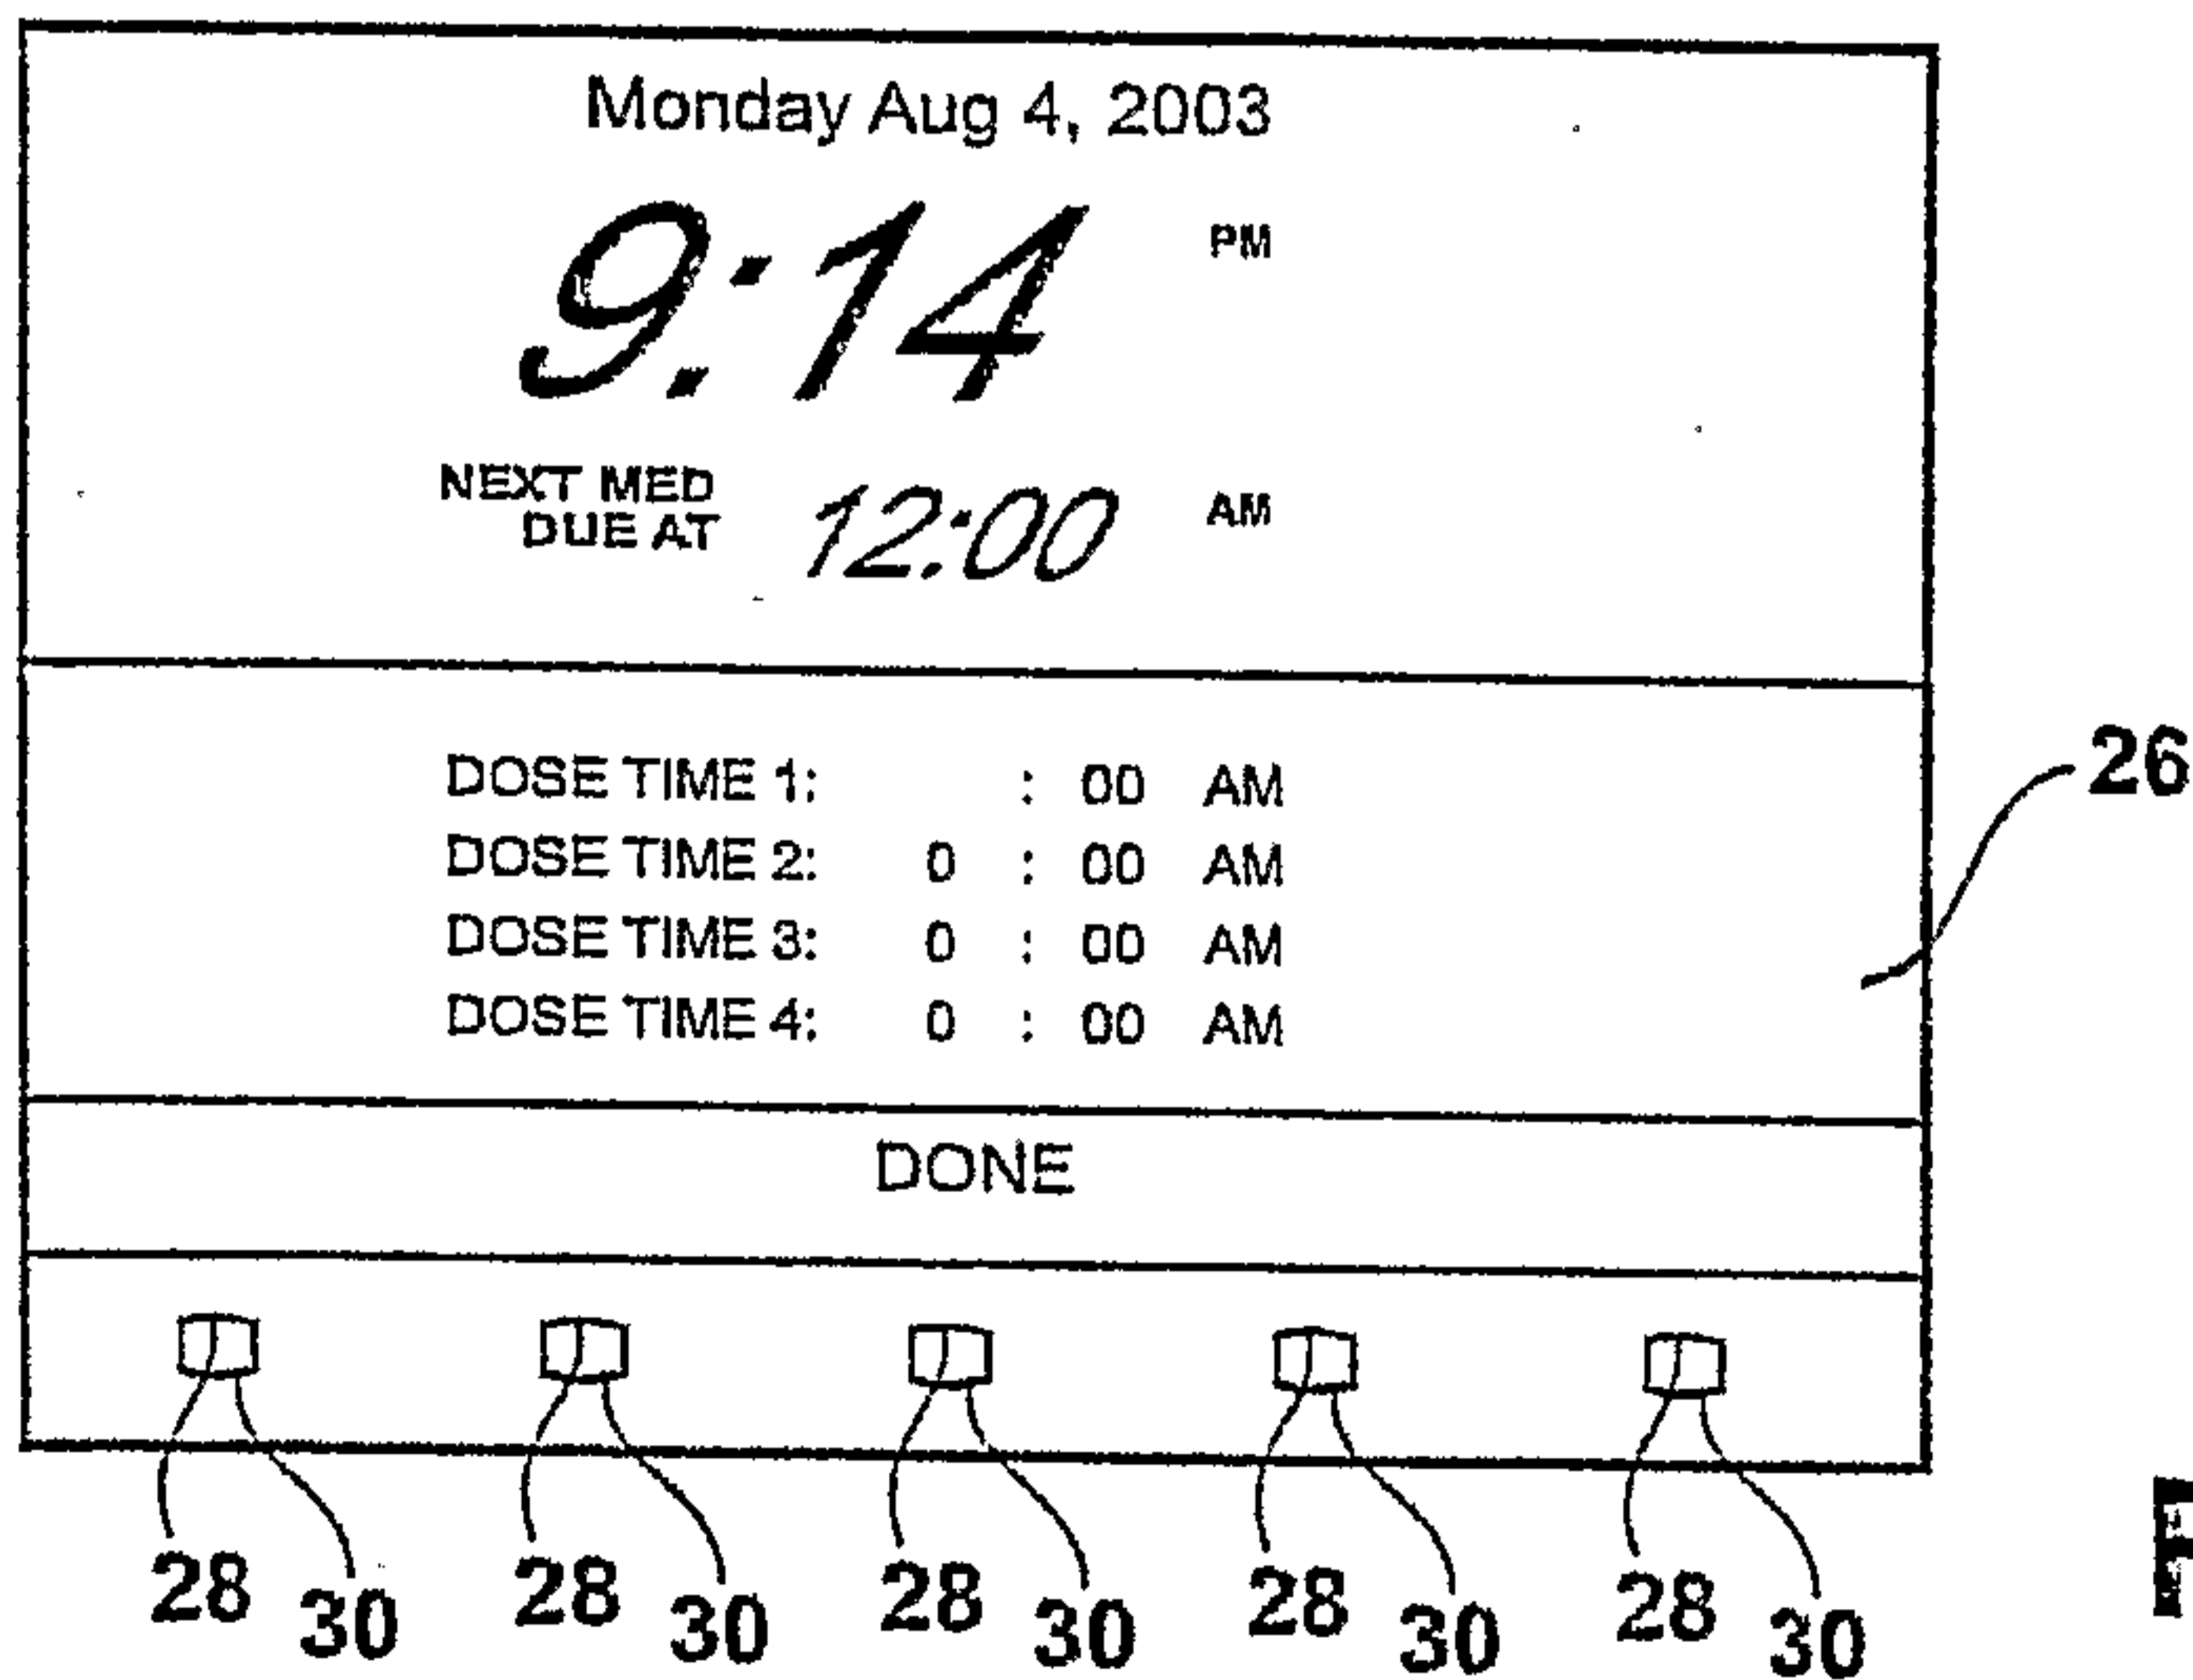 Monday Aug 4, 2003
9:14 PM
NEXT MED
DUE AT 12:00 AM
DOSE TIME 1: : 00 AM
DOSE TIME 2: 0 : 00 AM
DOSE TIME 3: 0 : 00 AM
DOSE TIME 4: 0 : 00 AM
26
DONE
28 30 28 30 28 30 28 30 28 30